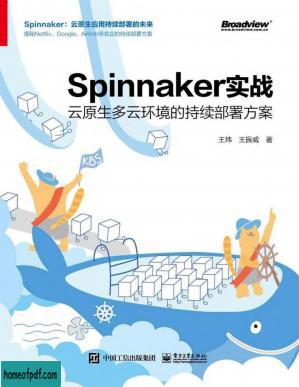 Spinnaker：云原生应用持续部署的未来
揭秘Netflix、Google、Airbnb等名企的持续部署方案
Broadview®
Spinnaker实战
云原生多云环境的持续部署方案
王炜 王振威 著
K8S
中国工信出版集团
电子工业出版社
homeofpdf.com